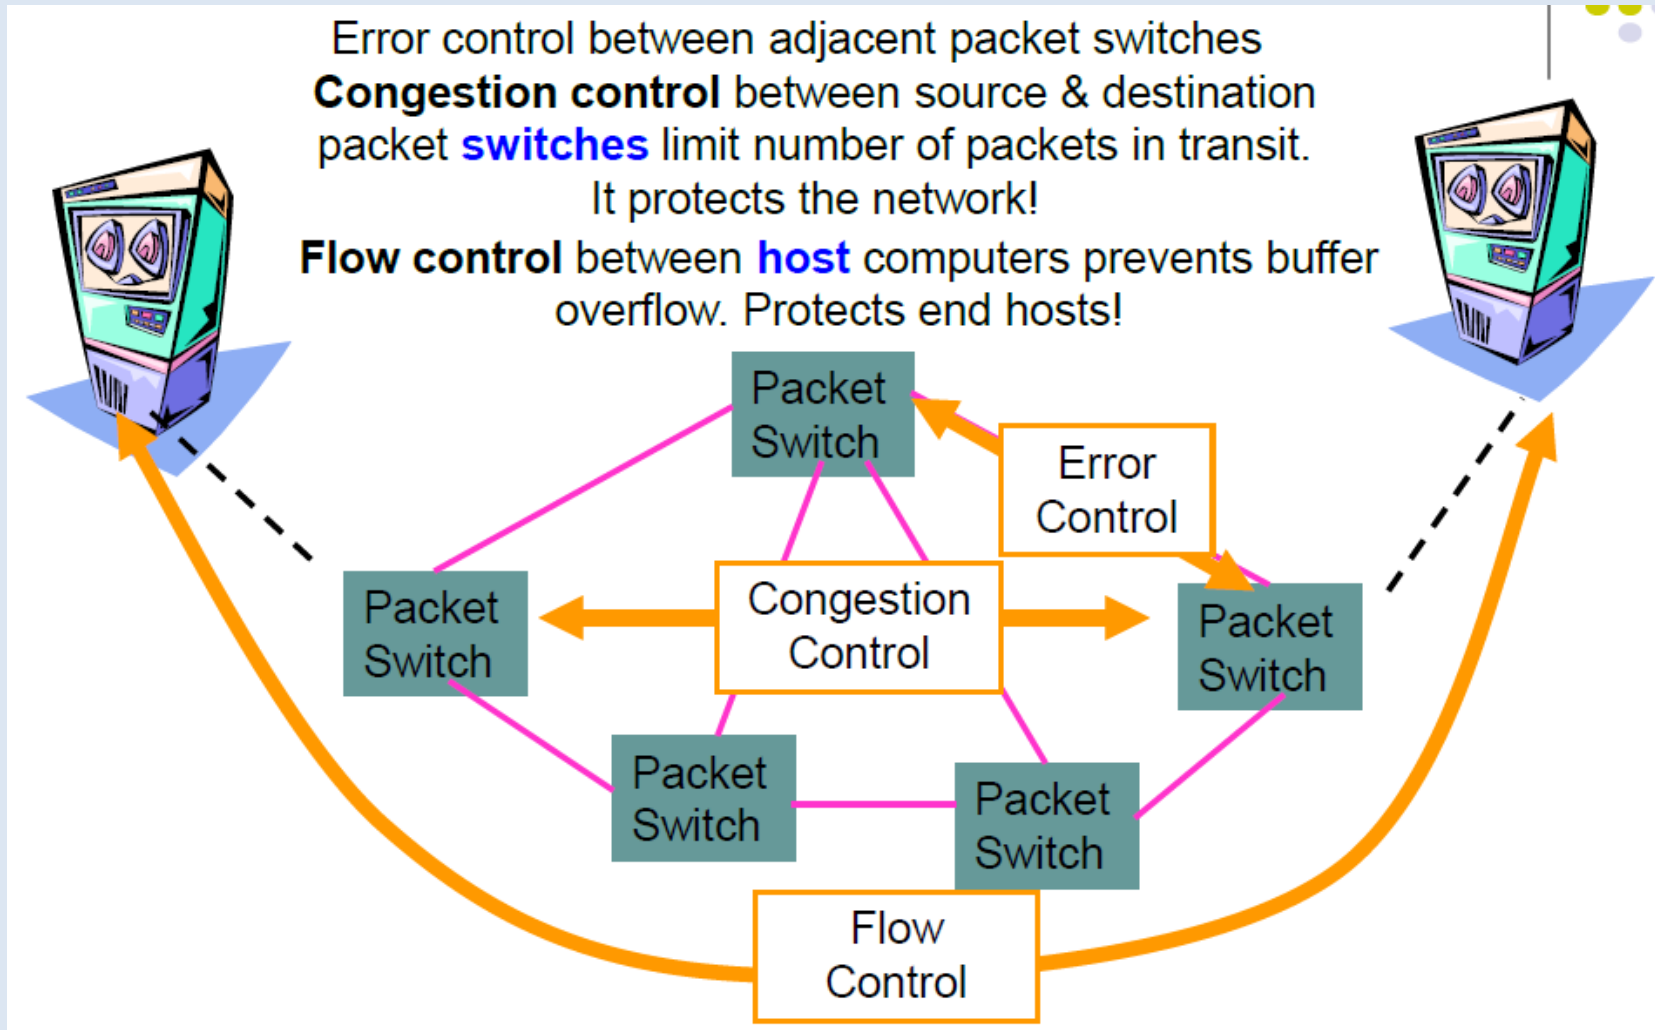 Error control between adjacent packet switches
Congestion control between source & destination
packet switches limit number of packets in transit.
It protects the network!
Flow control between host computers prevents buffer
overflow. Protects end hosts!
Packet
Switch
Error
Control
Packet
Switch
Congestion
Control
Packet
Switch
Packet
Switch
Packet
Switch
Flow
Control